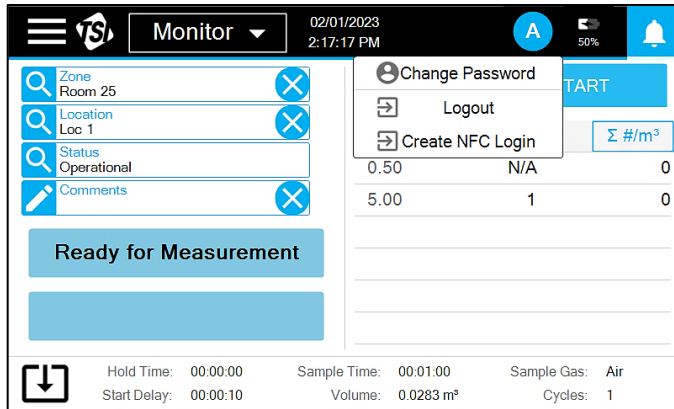 TSI
Monitor
02/01/2023
2:17:17 PM
A
50%
Change Password
Logout
Create NFC Login
TART
Σ #/m³
Zone
Room 25
Location
Loc 1
Status
Operational
Comments
0.50 N/A 0
5.00 1 0
Ready for Measurement
Hold Time: 00:00:00 Sample Time: 00:01:00 Sample Gas: Air
Start Delay: 00:00:10 Volume: 0.0283 m³ Cycles: 1